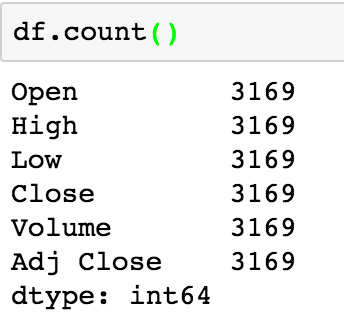 df.count()
Open 3169
High 3169
Low 3169
Close 3169
Volume 3169
Adj Close 3169
dtype: int64